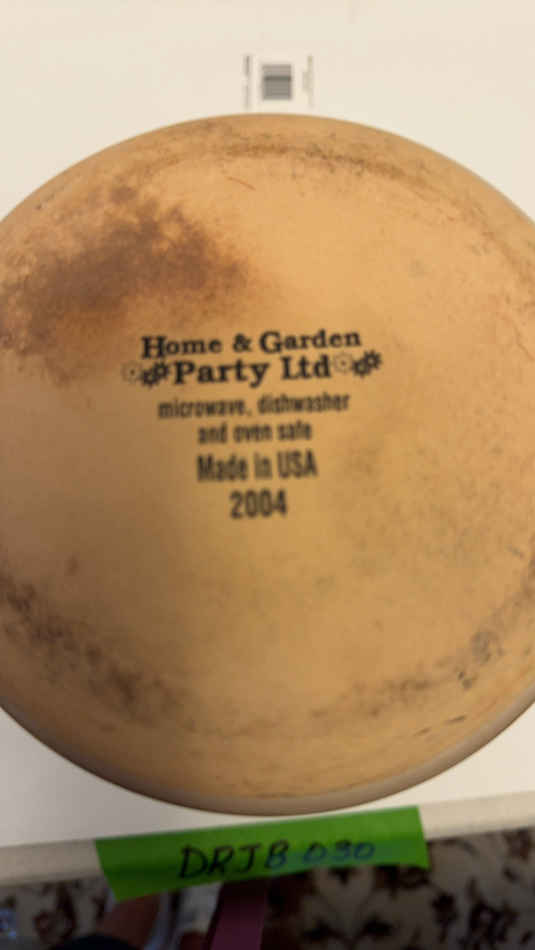 Home & Garden
Party Ltd
microwave, dishwasher
and oven safe
Made in USA
2004
DRJB 030